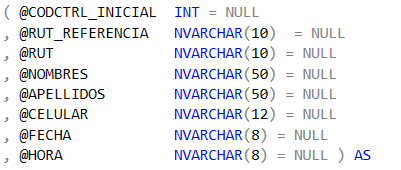 ( @CODCTRL_INICIAL INT = NULL
, @RUT_REFERENCIA NVARCHAR(10) = NULL
, @RUT NVARCHAR(10) = NULL
, @NOMBRES NVARCHAR(50) = NULL
, @APELLIDOS NVARCHAR(50) = NULL
, @CELULAR NVARCHAR(12) = NULL
, @FECHA NVARCHAR(8) = NULL
, @HORA NVARCHAR(8) = NULL ) AS